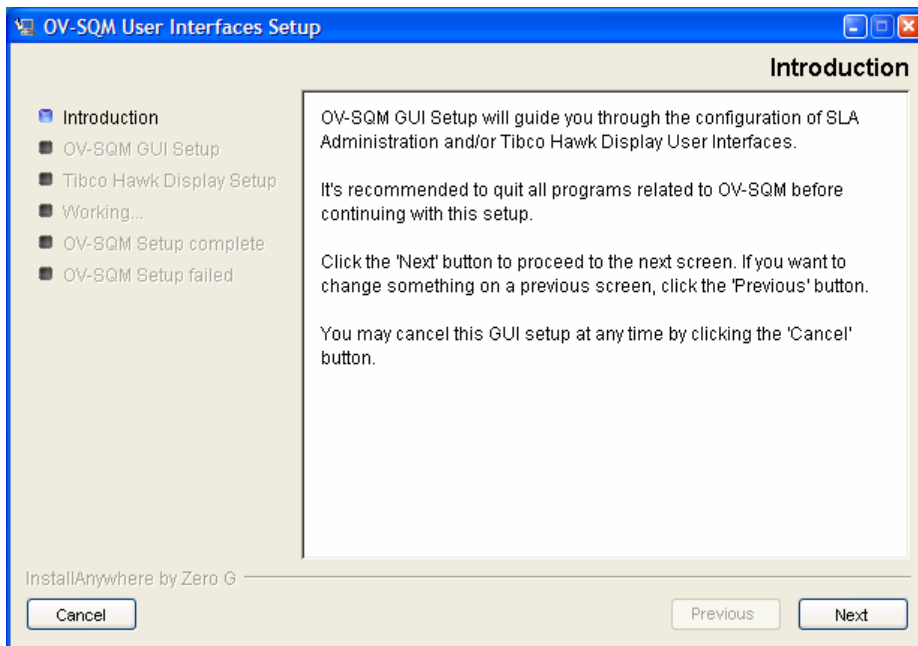 OV-SQM User Interfaces Setup
Introduction
Introduction
OV-SQM GUI Setup
Tibco Hawk Display Setup
Working...
OV-SQM Setup complete
OV-SQM Setup failed
OV-SQM GUI Setup will guide you through the configuration of SLA
Administration and/or Tibco Hawk Display User Interfaces.
It's recommended to quit all programs related to OV-SQM before
continuing with this setup.
Click the 'Next' button to proceed to the next screen. If you want to
change something on a previous screen, click the 'Previous' button.
You may cancel this GUI setup at any time by clicking the 'Cancel'
button.
InstallAnywhere by Zero G
Cancel
Previous
Next